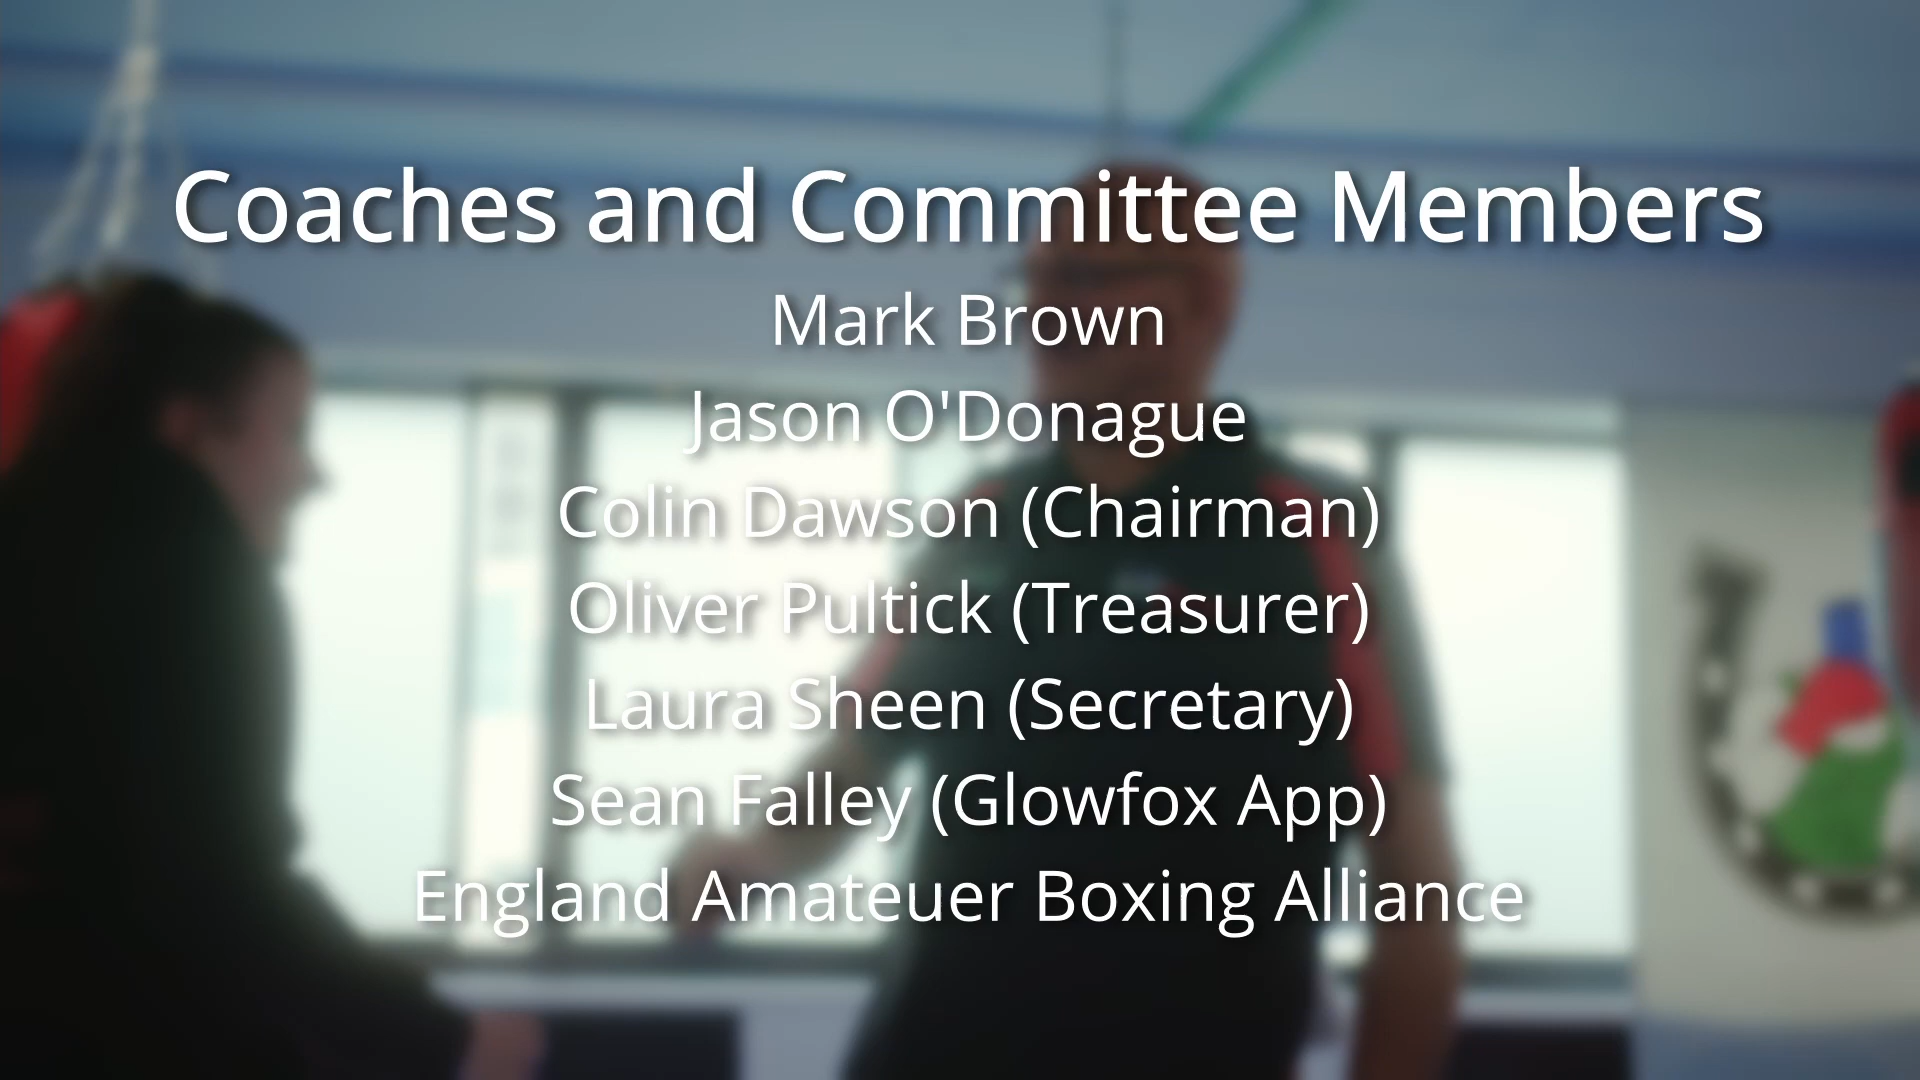 Coaches and Committee Members
Mark Brown
Jason O'Donague
Colin Dawson (Chairman)
Oliver Pultick (Treasurer)
Laura Sheen (Secretary)
Sean Falley (Glowfox App)
England Amateuer Boxing Alliance